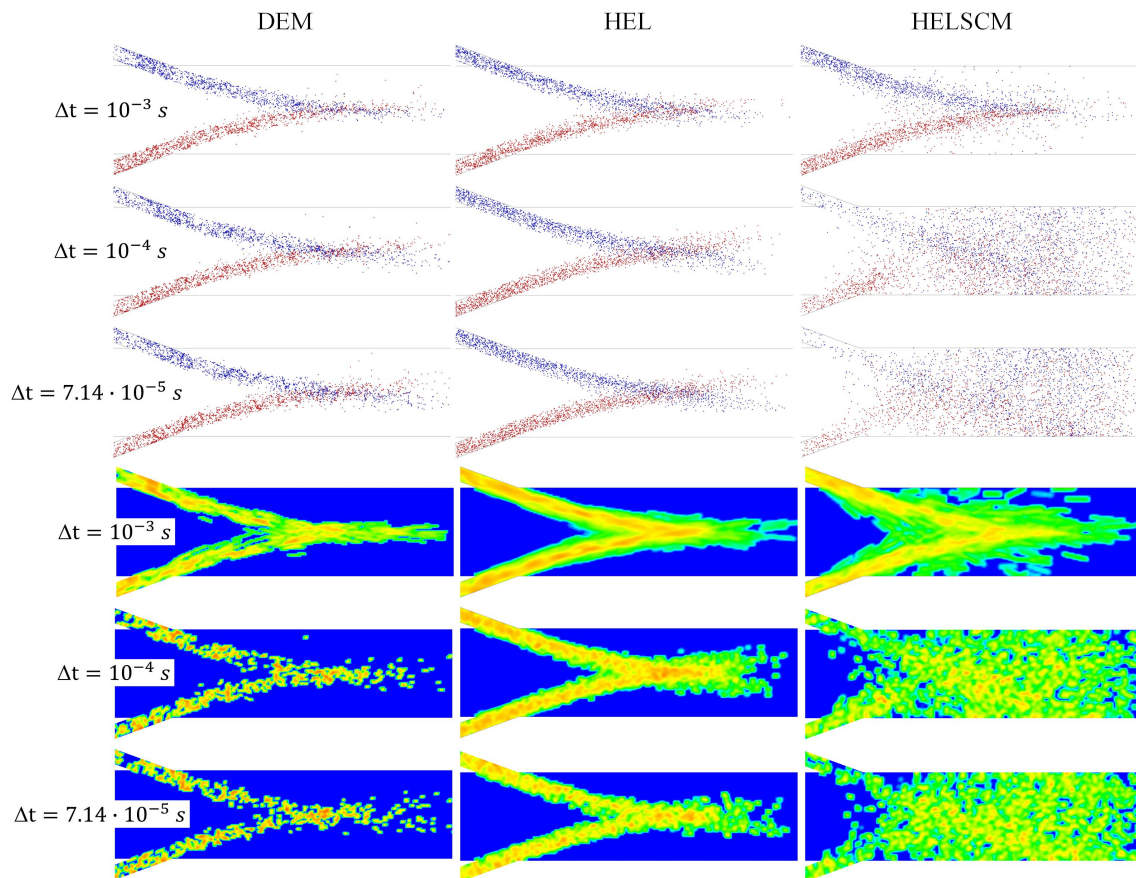 DEM HEL HELSCM
Δt = 10⁻³ s
Δt = 10⁻⁴ s
Δt = 7.14 · 10⁻⁵ s
Δt = 10⁻³ s
Δt = 10⁻⁴ s
Δt = 7.14 · 10⁻⁵ s